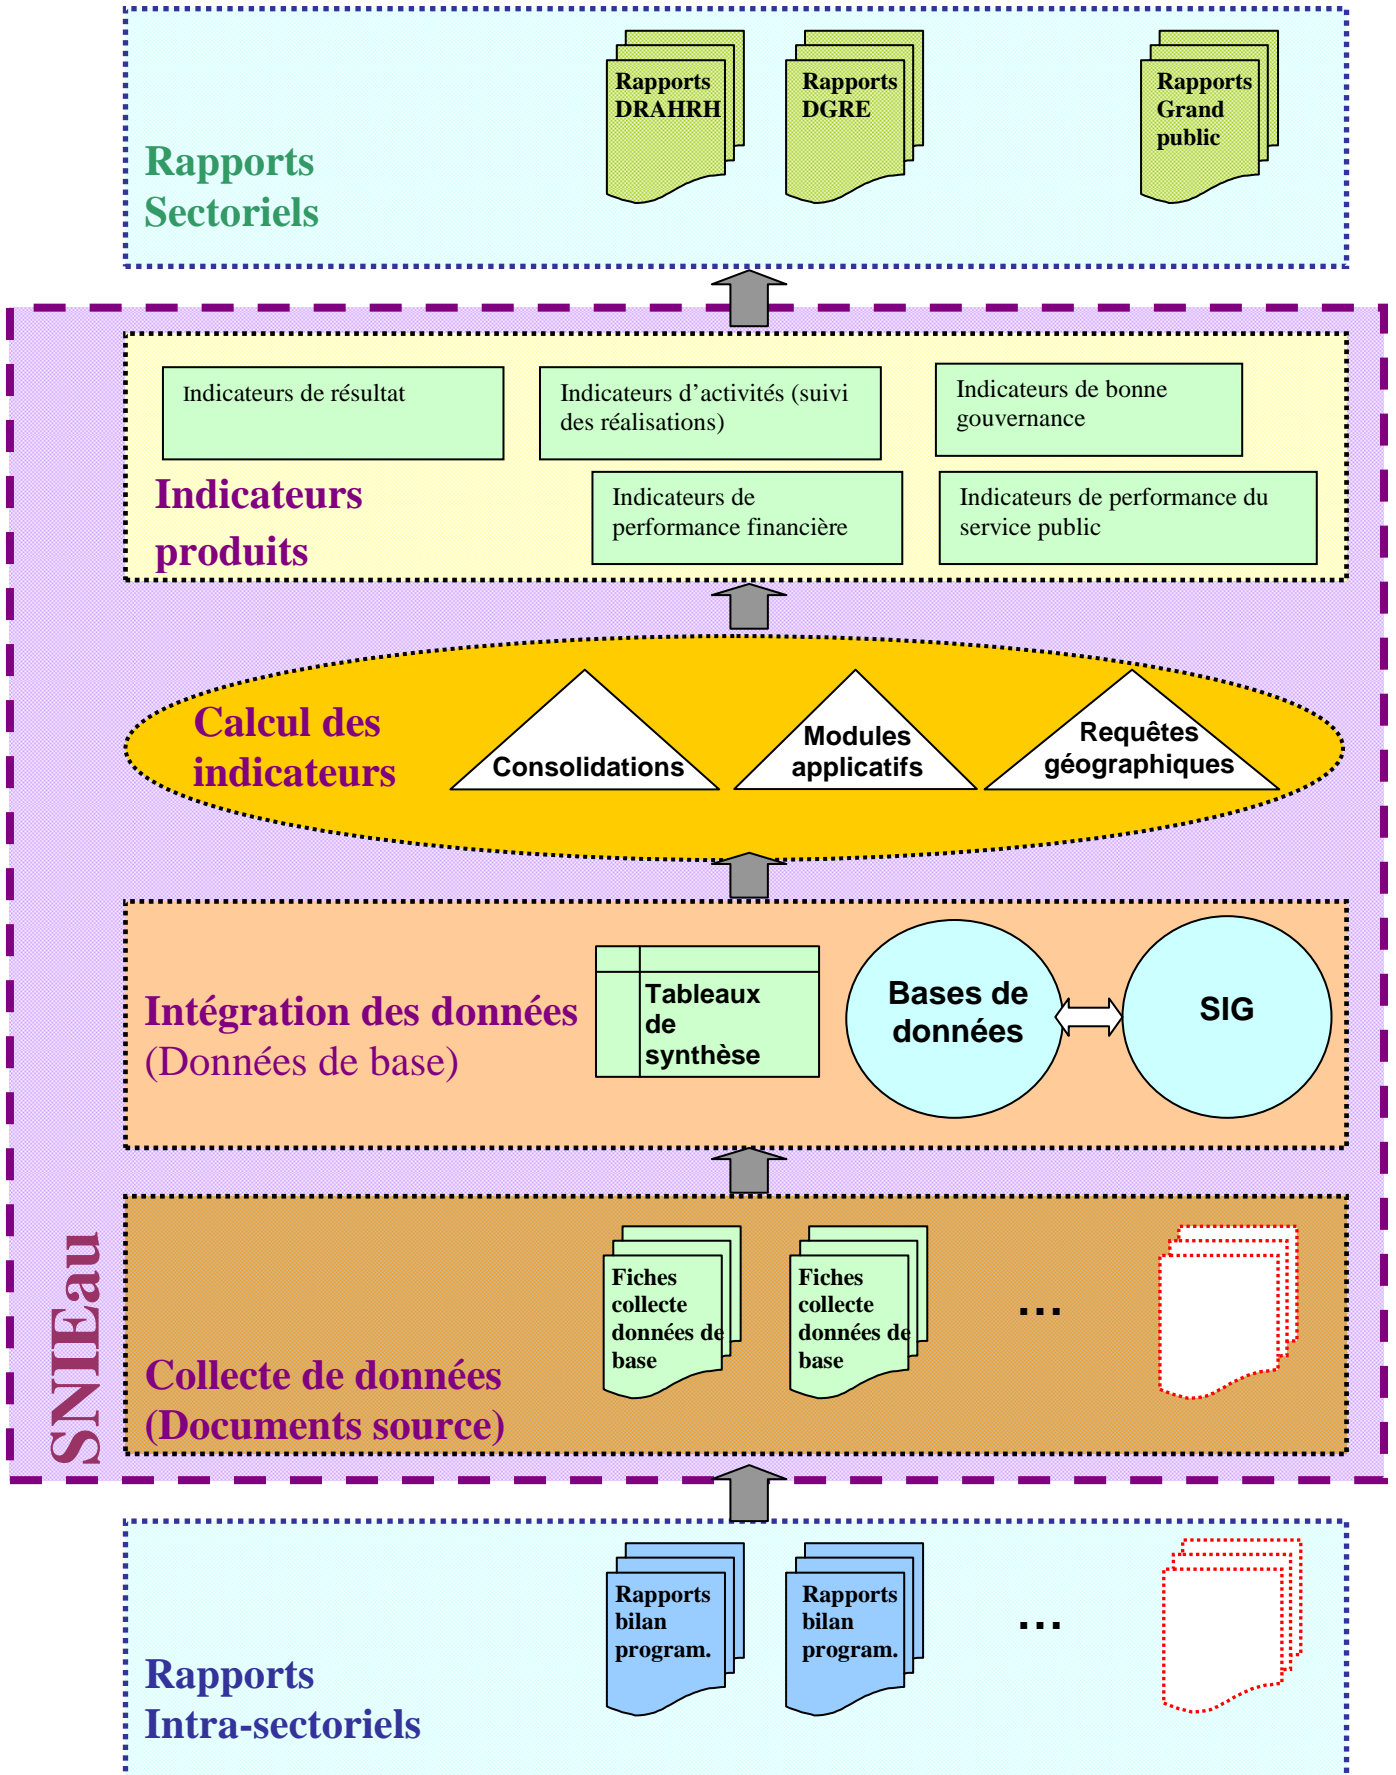 Rapports
DRAHRH
Rapports
DGRE
Rapports
Grand
public
Rapports
Sectoriels
Indicateurs de résultat
Indicateurs d'activités (suivi
des réalisations)
Indicateurs de bonne
gouvernance
Indicateurs
produits
Indicateurs de
performance financière
Indicateurs de performance du
service public
Calcul des
indicateurs
Consolidations
Modules
applicatifs
Requêtes
géographiques
Intégration des données
(Données de base)
Tableaux
de
synthèse
Bases de
données
SIG
SNIEau
Collecte de données
(Documents source)
Fiches
collecte
données de
base
Fiches
collecte
données de
base
...
Rapports
Intra-sectoriels
Rapports
bilan
program.
Rapports
bilan
program.
...